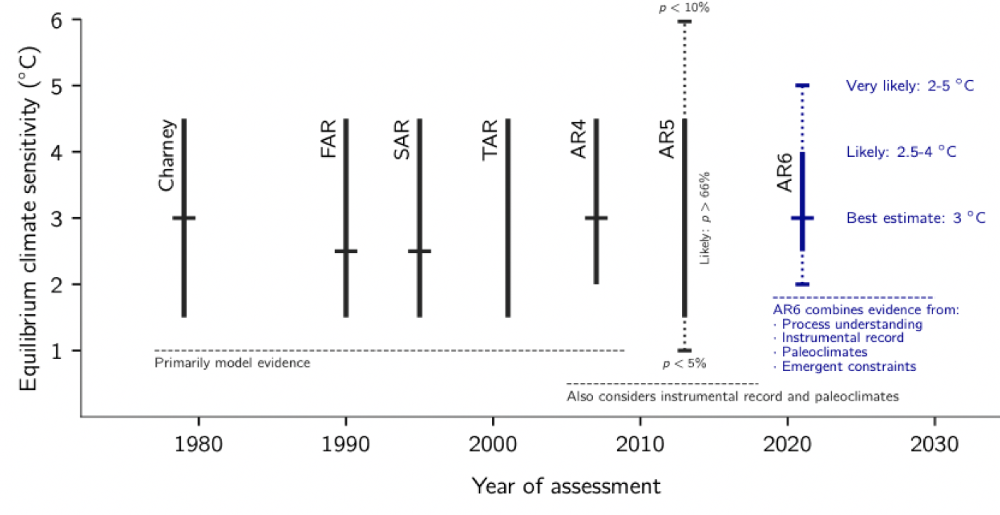 p < 10%
6
5
4
3
2
1
Equilibrium climate sensitivity (°C)
Charney
FAR
SAR
TAR
AR4
AR5
Likely: p > 66%
AR6
Very likely: 2-5 °C
Likely: 2.5-4 °C
Best estimate: 3 °C
AR6 combines evidence from:
· Process understanding
· Instrumental record
· Paleoclimates
· Emergent constraints
Primarily model evidence
p < 5%
Also considers instrumental record and paleoclimates
1980
1990
2000
2010
2020
2030
Year of assessment